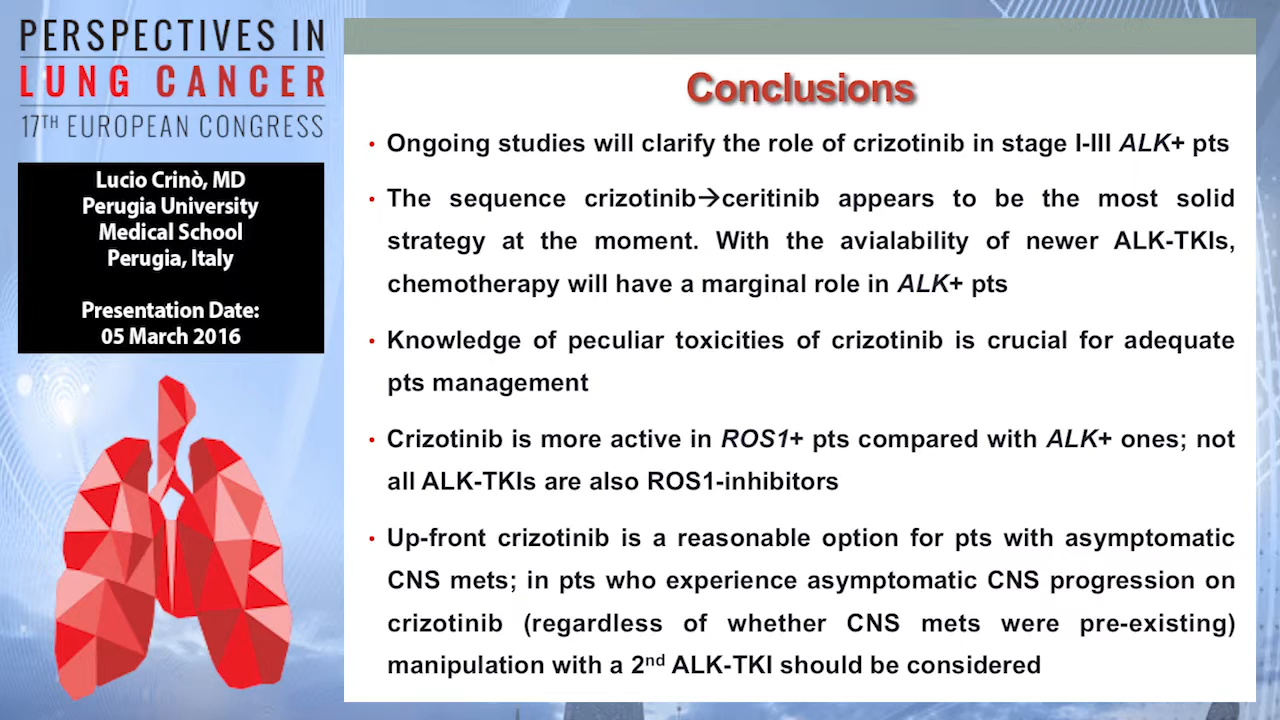 PERSPECTIVES IN
LUNG CANCER
17TH EUROPEAN CONGRESS
Lucio Crinò, MD
Perugia University
Medical School
Perugia, Italy
Presentation Date:
05 March 2016
Conclusions
• Ongoing studies will clarify the role of crizotinib in stage I-III ALK+ pts
• The sequence crizotinib→ceritinib appears to be the most solid
strategy at the moment. With the avialability of newer ALK-TKIs,
chemotherapy will have a marginal role in ALK+ pts
• Knowledge of peculiar toxicities of crizotinib is crucial for adequate
pts management
• Crizotinib is more active in ROS1+ pts compared with ALK+ ones; not
all ALK-TKIs are also ROS1-inhibitors
• Up-front crizotinib is a reasonable option for pts with asymptomatic
CNS mets; in pts who experience asymptomatic CNS progression on
crizotinib (regardless of whether CNS mets were pre-existing)
manipulation with a 2nd ALK-TKI should be considered